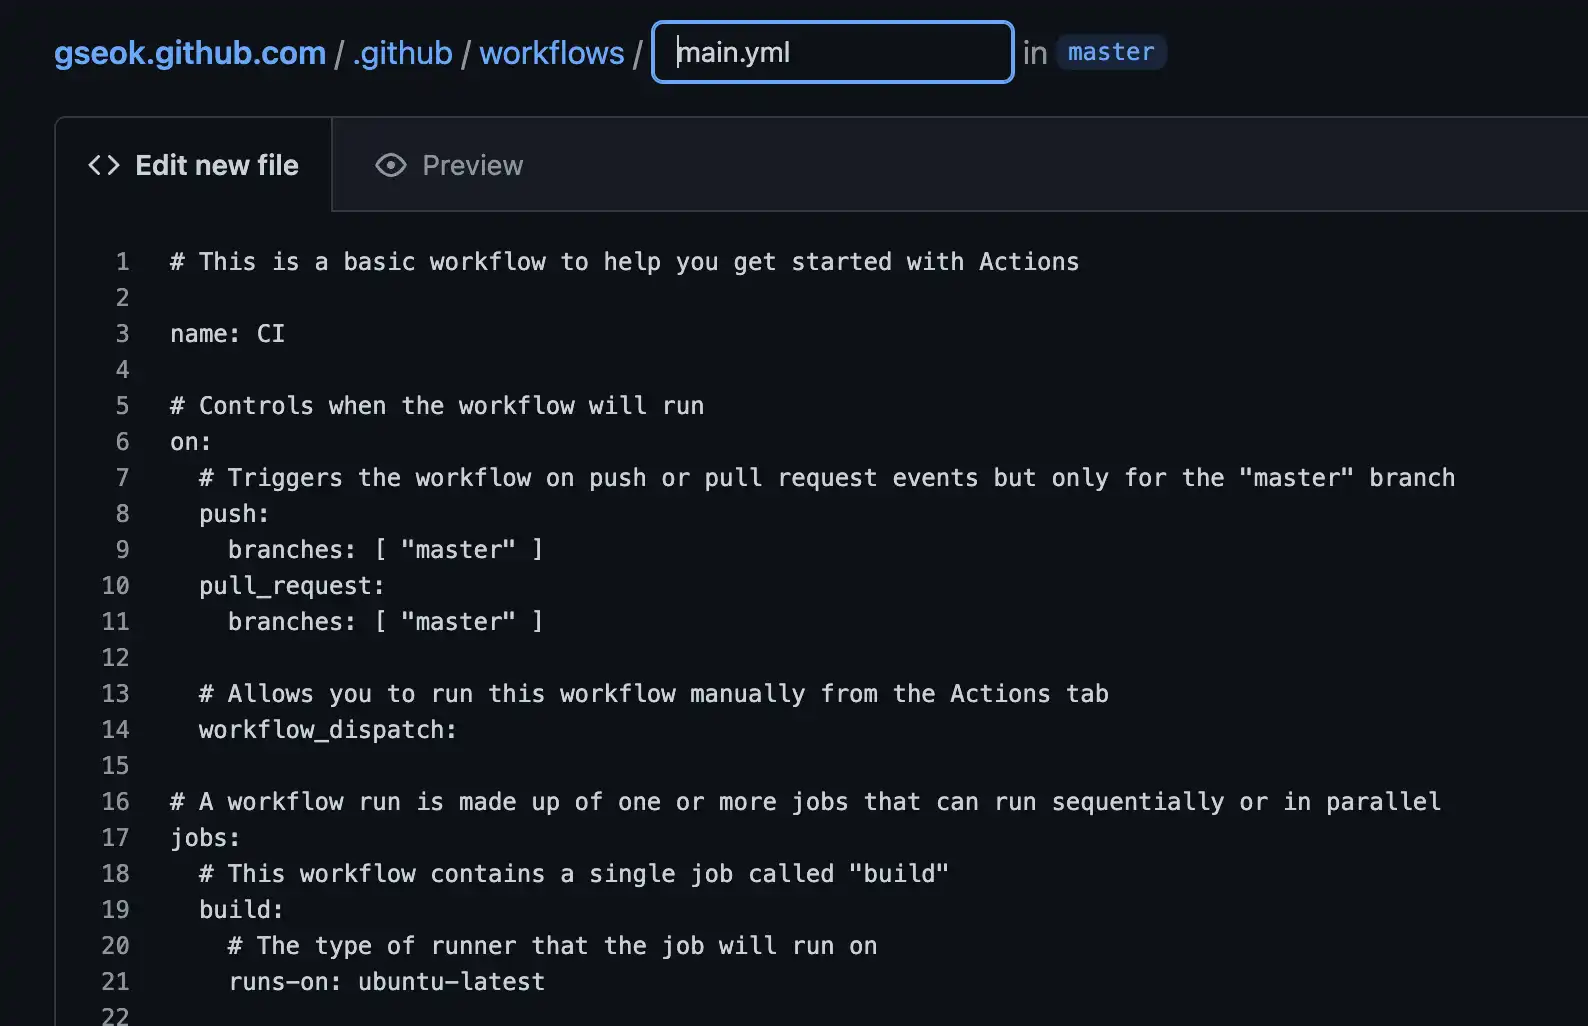 gseok.github.com / .github / workflows / main.yml in master
<> Edit new file Preview
1 # This is a basic workflow to help you get started with Actions
2
3 name: CI
4
5 # Controls when the workflow will run
6 on:
7   # Triggers the workflow on push or pull request events but only for the "master" branch
8   push:
9     branches: [ "master" ]
10   pull_request:
11     branches: [ "master" ]
12
13   # Allows you to run this workflow manually from the Actions tab
14   workflow_dispatch:
15
16 # A workflow run is made up of one or more jobs that can run sequentially or in parallel
17 jobs:
18   # This workflow contains a single job called "build"
19   build:
20     # The type of runner that the job will run on
21     runs-on: ubuntu-latest
22